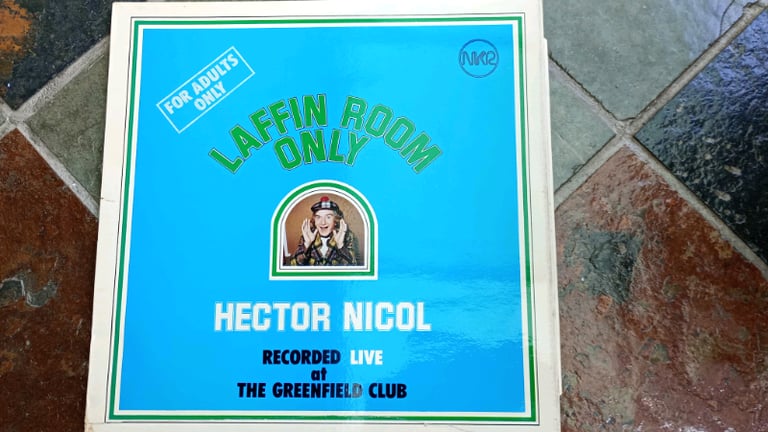 NKR
FOR ADULTS
ONLY
LAFFIN ROOM
ONLY
HECTOR NICOL
RECORDED LIVE
at
THE GREENFIELD CLUB